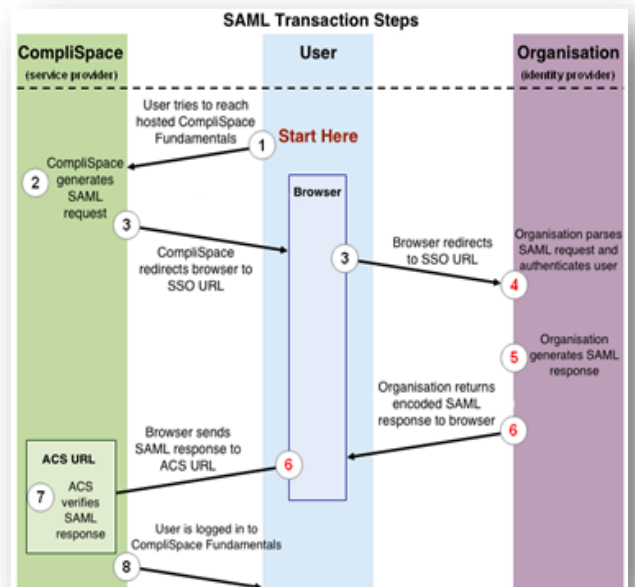 SAML Transaction Steps
CompliSpace
(service provider)
User
Organisation
(identity provider)
User tries to reach
hosted CompliSpace
Fundamentals
1
Start Here
2
CompliSpace
generates
SAML
request
3
CompliSpace
redirects browser to
SSO URL
Browser
3
Browser redirects
to SSO URL
Organisation parses
SAML request and
authenticates user
4
5
Organisation
generates SAML
response
Organisation returns
encoded SAML
response to browser
6
Browser sends
SAML response to
ACS URL
6
ACS URL
7
ACS
verifies
SAML
response
User is logged in to
CompliSpace Fundamentals
8